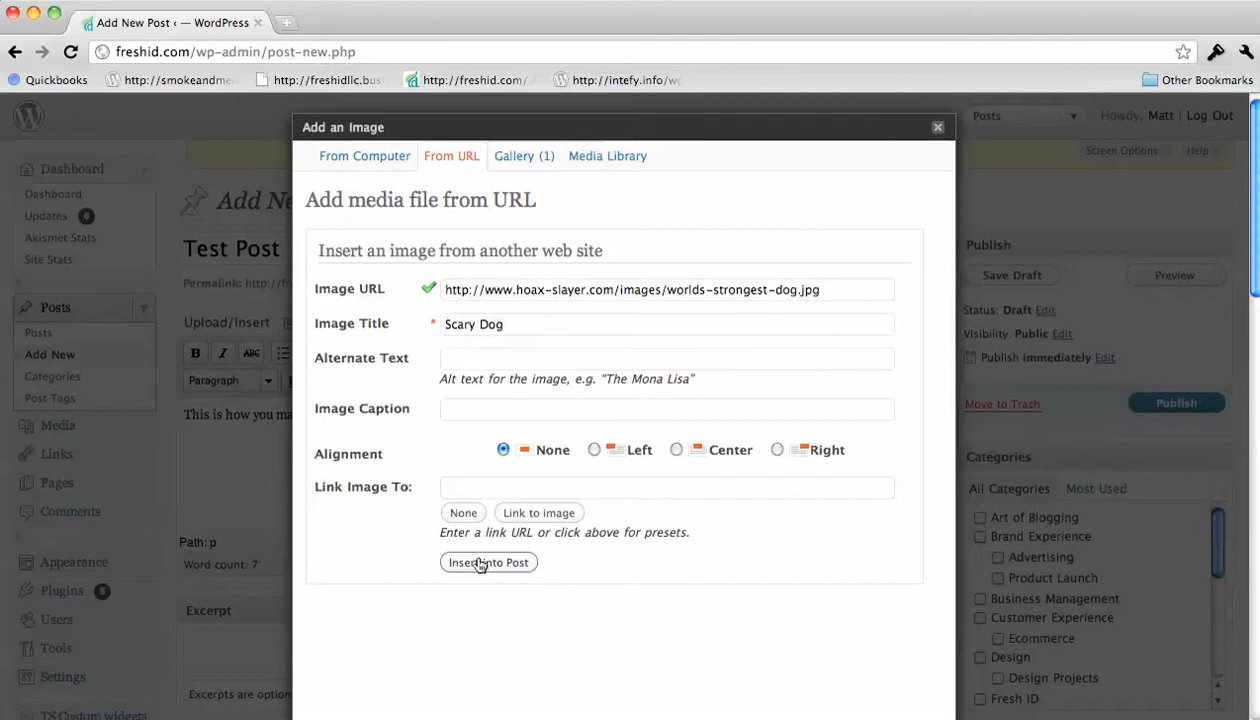 Add New Post ‹ — WordPress
freshid.com/wp-admin/post-new.php
Quickbooks
http://smokeandme
http://freshidllc.bus
http://freshid.com/
http://intefy.info/w
Other Bookmarks
Posts
Howdy, Matt | Log Out
Screen Options
Help
Dashboard
Dashboard
Updates 6
Akismet Stats
Site Stats
Posts
Posts
Add New
Categories
Post Tags
Media
Links
Pages
Comments
Appearance
Plugins 5
Users
Tools
Settings
TS Custom widgets
Add Ne
Test Post
Permalink: http://
Upload/Insert
B I ABC
Paragraph
This is how you ma
Path: p
Word count: 7
Excerpt
Excerpts are option
Add an Image
From Computer
From URL
Gallery (1)
Media Library
Add media file from URL
Insert an image from another web site
Image URL
http://www.hoax-slayer.com/images/worlds-strongest-dog.jpg
Image Title
* Scary Dog
Alternate Text
Alt text for the image, e.g. "The Mona Lisa"
Image Caption
Alignment
None
Left
Center
Right
Link Image To:
None
Link to image
Enter a link URL or click above for presets.
Insert into Post
Publish
Save Draft
Preview
Status: Draft Edit
Visibility: Public Edit
Publish immediately Edit
Move to Trash
Publish
Categories
All Categories
Most Used
Art of Blogging
Brand Experience
Advertising
Product Launch
Business Management
Customer Experience
Ecommerce
Design
Design Projects
Fresh ID